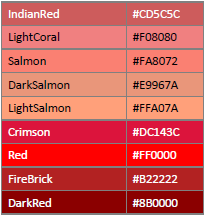 IndianRed #CD5C5C
LightCoral #F08080
Salmon #FA8072
DarkSalmon #E9967A
LightSalmon #FFA07A
Crimson #DC143C
Red #FF0000
FireBrick #B22222
DarkRed #8B0000